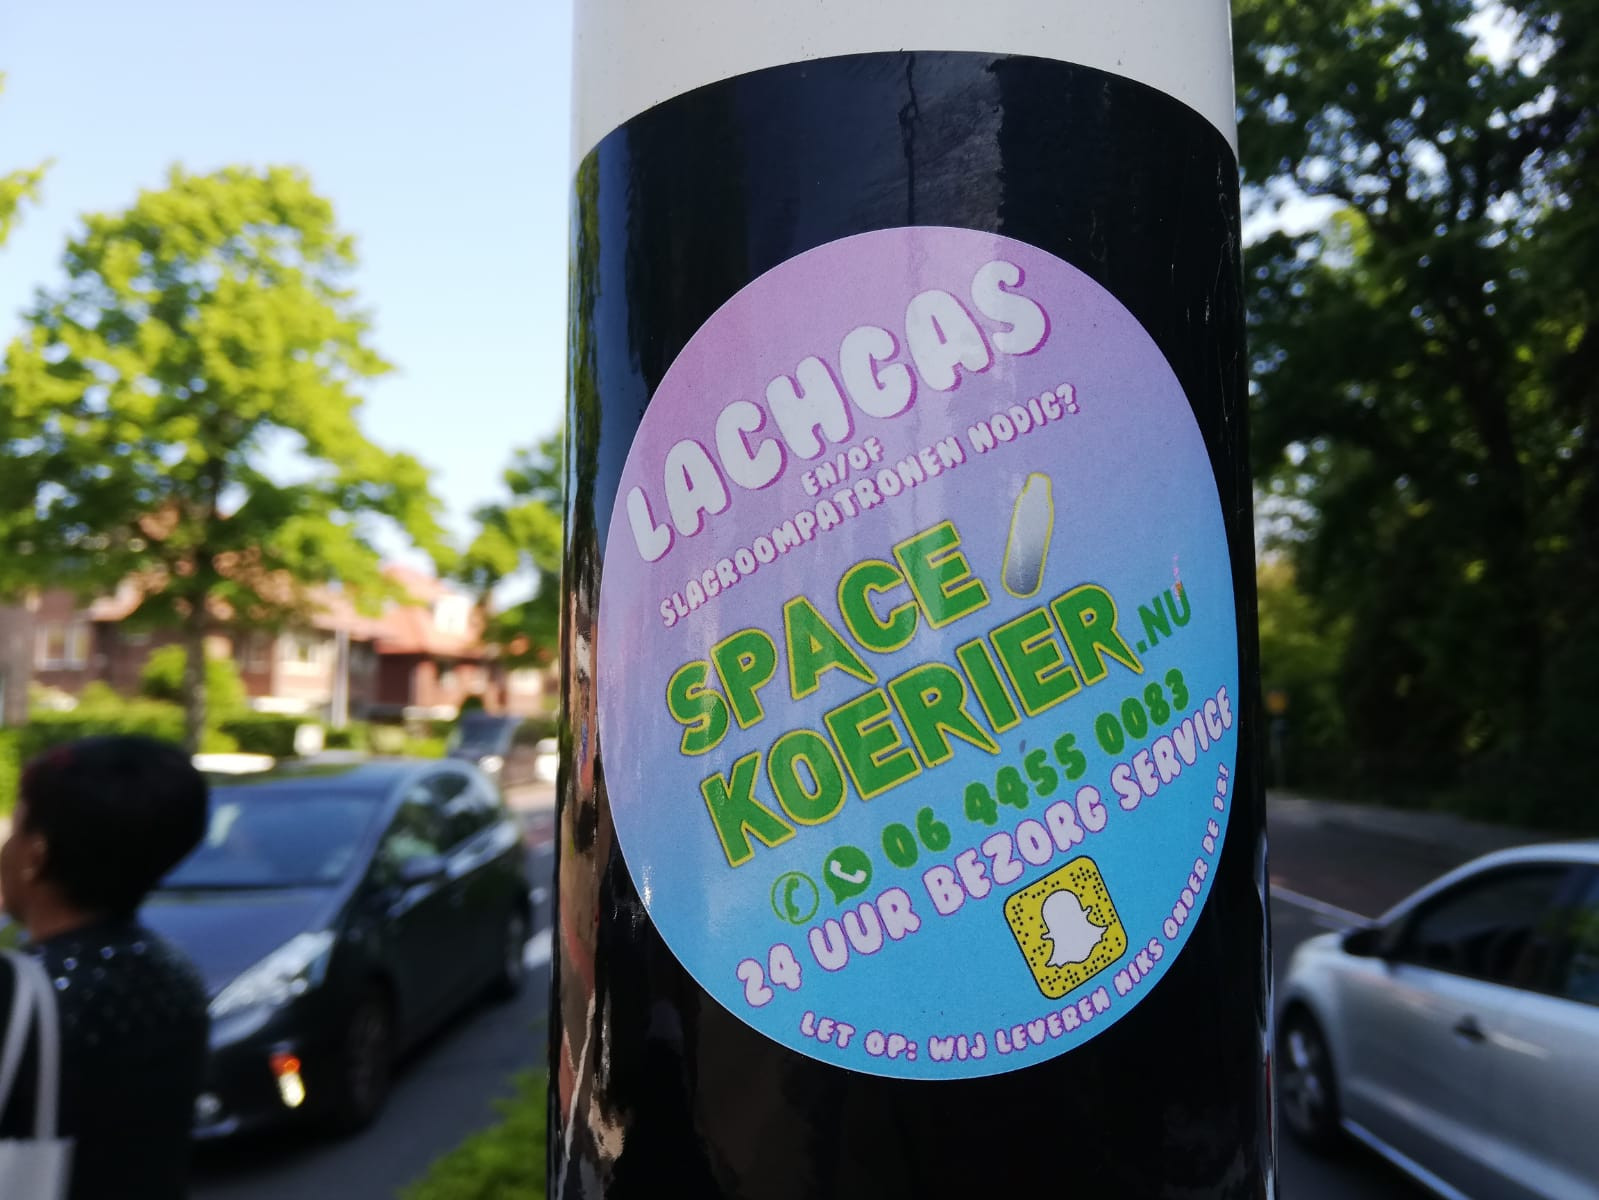 LACHGAS
EN/OF
SLAGROOMPATRONEN NODIG?
SPACE
KOERIER.NU
06 4455 0083
24 UUR BEZORG SERVICE
LET OP: WIJ LEVEREN NIKS ONDER DE 18!